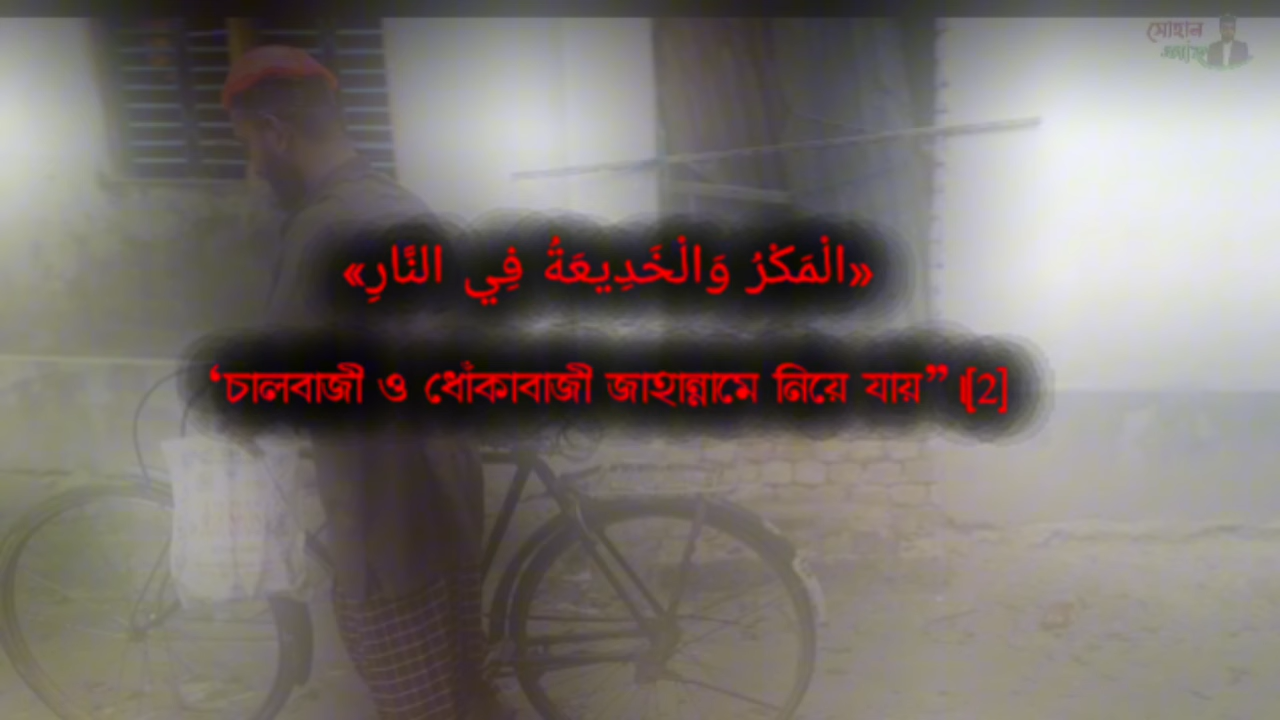 সোহান
«الْمَكْرُ وَالْخَدِيعَةُ فِي النَّارِ»
‘চালবাজী ও ধোঁকাবাজী জাহান্নামে নিয়ে যায়”।[2]